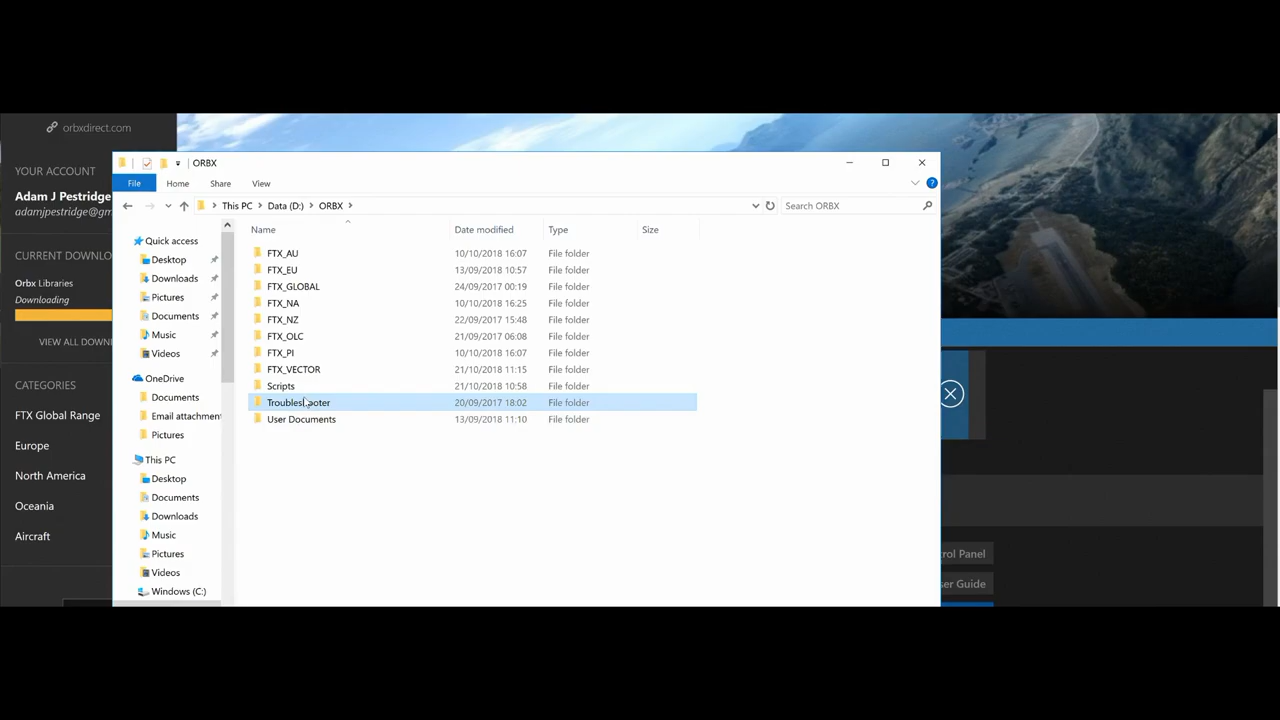 orbxdirect.com
YOUR ACCOUNT
Adam J Pestridge
adamjpestridge@gm
CURRENT DOWNLO
Orbx Libraries
Downloading
VIEW ALL DOWN
CATEGORIES
FTX Global Range
Europe
North America
Oceania
Aircraft
ORBX
File Home Share View
This PC > Data (D:) > ORBX >
Search ORBX
Name Date modified Type Size
Quick access
Desktop
Downloads
Pictures
Documents
Music
Videos
OneDrive
Documents
Email attachment
Pictures
This PC
Desktop
Documents
Downloads
Music
Pictures
Videos
Windows (C:)
FTX_AU 10/10/2018 16:07 File folder
FTX_EU 13/09/2018 10:57 File folder
FTX_GLOBAL 24/09/2017 00:19 File folder
FTX_NA 10/10/2018 16:25 File folder
FTX_NZ 22/09/2017 15:48 File folder
FTX_OLC 21/09/2017 06:08 File folder
FTX_PI 10/10/2018 16:07 File folder
FTX_VECTOR 21/10/2018 11:15 File folder
Scripts 21/10/2018 10:58 File folder
Troubleshooter 20/09/2017 18:02 File folder
User Documents 13/09/2018 11:10 File folder
rol Panel
ser Guide